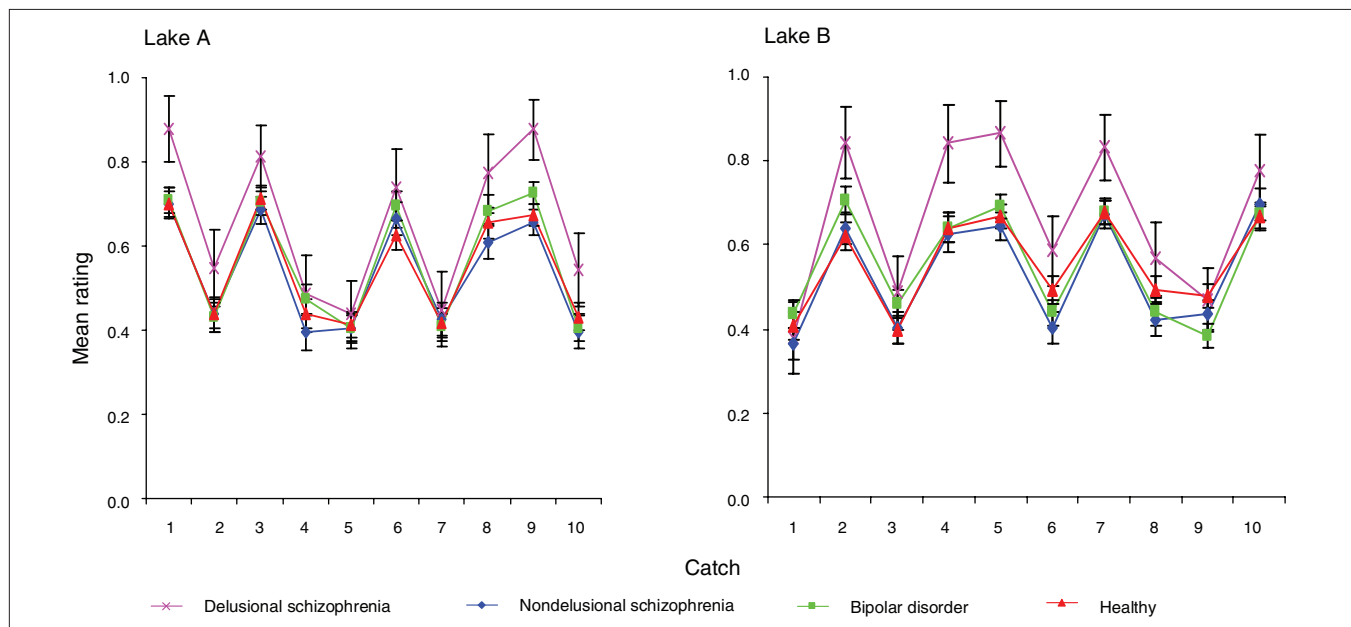 Lake A
Lake B
1.0
0.8
0.6
0.4
0.2
0.0
Mean rating
1 2 3 4 5 6 7 8 9 10
1.0
0.8
0.6
0.4
0.2
0.0
1 2 3 4 5 6 7 8 9 10
Catch
Delusional schizophrenia Nondelusional schizophrenia Bipolar disorder Healthy